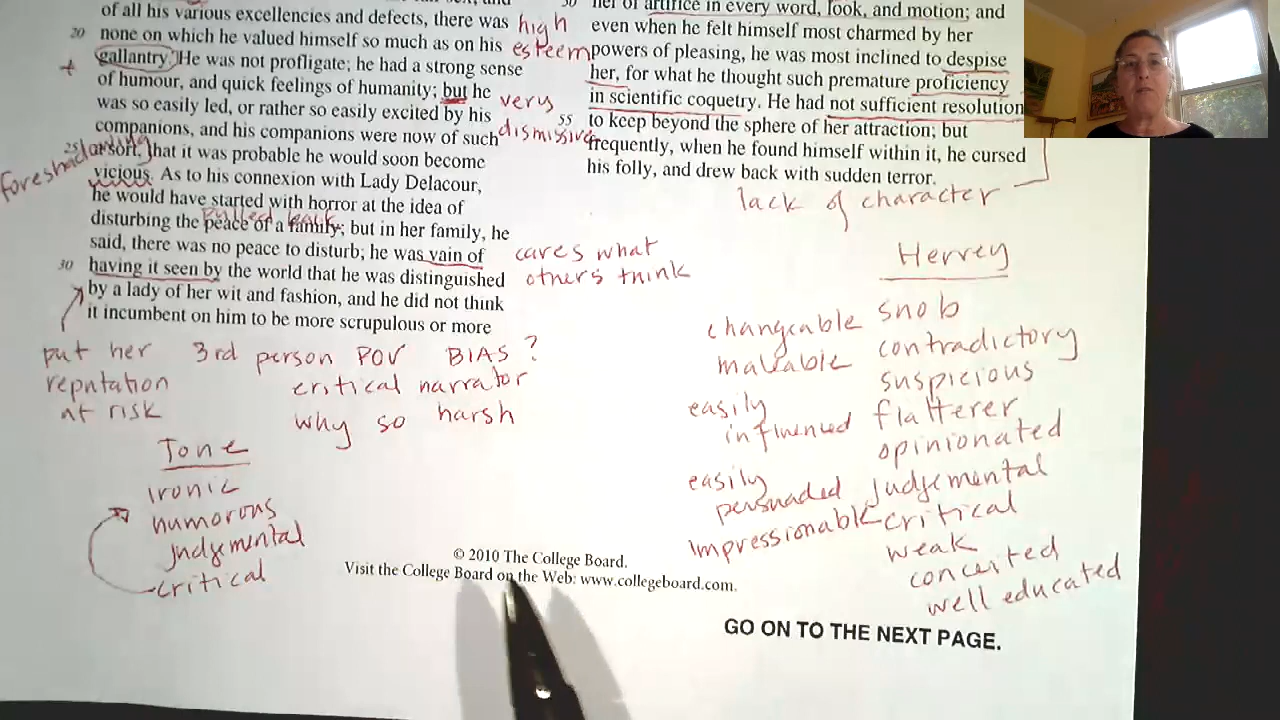 of all his various excellencies and defects, there was high
20 none on which he valued himself so much as on his esteem
gallantry. He was not profligate; he had a strong sense
+ of humour, and quick feelings of humanity; but he
was so easily led, or rather so easily excited by his very
companions, and his companions were now of such dismissive
25 a sort, that it was probable he would soon become
foreshadowing
vicious. As to his connexion with Lady Delacour,
he would have started with horror at the idea of
disturbing the peace of a family; but in her family, he
pulled back
said, there was no peace to disturb; he was vain of cares what
30 having it seen by the world that he was distinguished others think
by a lady of her wit and fashion, and he did not think
it incumbent on him to be more scrupulous or more
put her
reputation
at risk
3rd person POV BIAS ?
critical narrator
why so harsh
Tone
ironic
humorous
judgemental
critical
50 her of artifice in every word, look, and motion; and
even when he felt himself most charmed by her
powers of pleasing, he was most inclined to despise
her, for what he thought such premature proficiency
in scientific coquetry. He had not sufficient resolution
55 to keep beyond the sphere of her attraction; but
frequently, when he found himself within it, he cursed
his folly, and drew back with sudden terror.
lack of character
Hervey
changeable
maleable
easily
influenced
easily
persuaded
impressionable
snob
contradictory
suspicious
flatterer
opinionated
judgemental
critical
weak
conceited
well educated
© 2010 The College Board.
Visit the College Board on the Web: www.collegeboard.com.
GO ON TO THE NEXT PAGE.